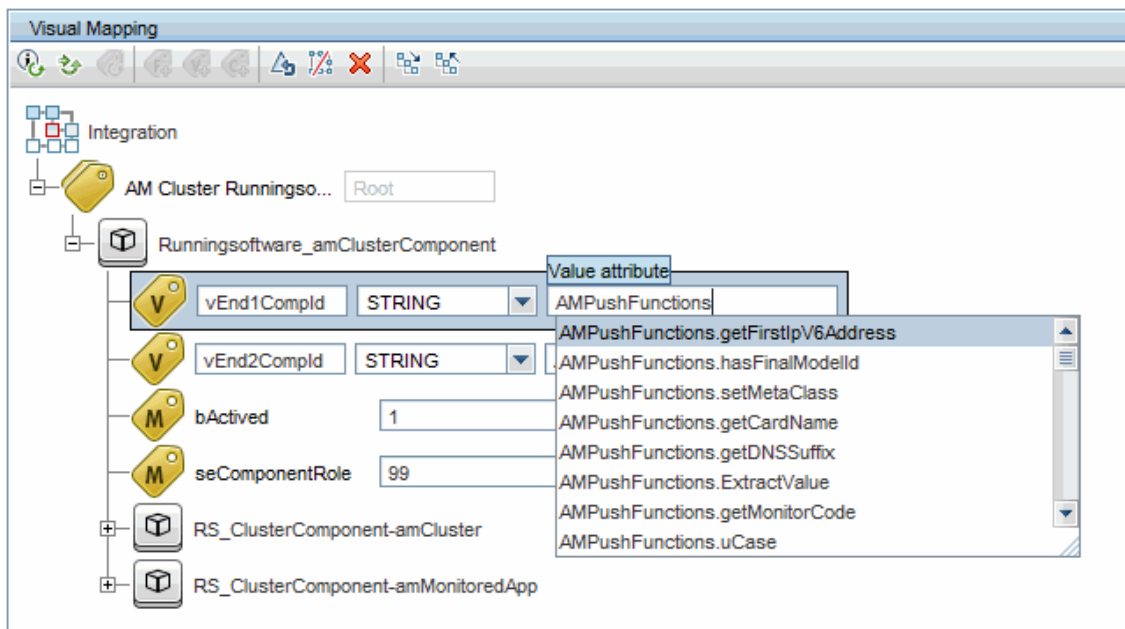 Visual Mapping
Integration
AM Cluster Runningso... Root
Runningsoftware_amClusterComponent
Value attribute
V vEnd1CompId STRING AMPushFunctions
AMPushFunctions.getFirstIpV6Address
V vEnd2CompId STRING AMPushFunctions.hasFinalModelId
AMPushFunctions.setMetaClass
M bActived 1 AMPushFunctions.getCardName
AMPushFunctions.getDNSSuffix
M seComponentRole 99 AMPushFunctions.ExtractValue
AMPushFunctions.getMonitorCode
RS_ClusterComponent-amCluster AMPushFunctions.uCase
RS_ClusterComponent-amMonitoredApp